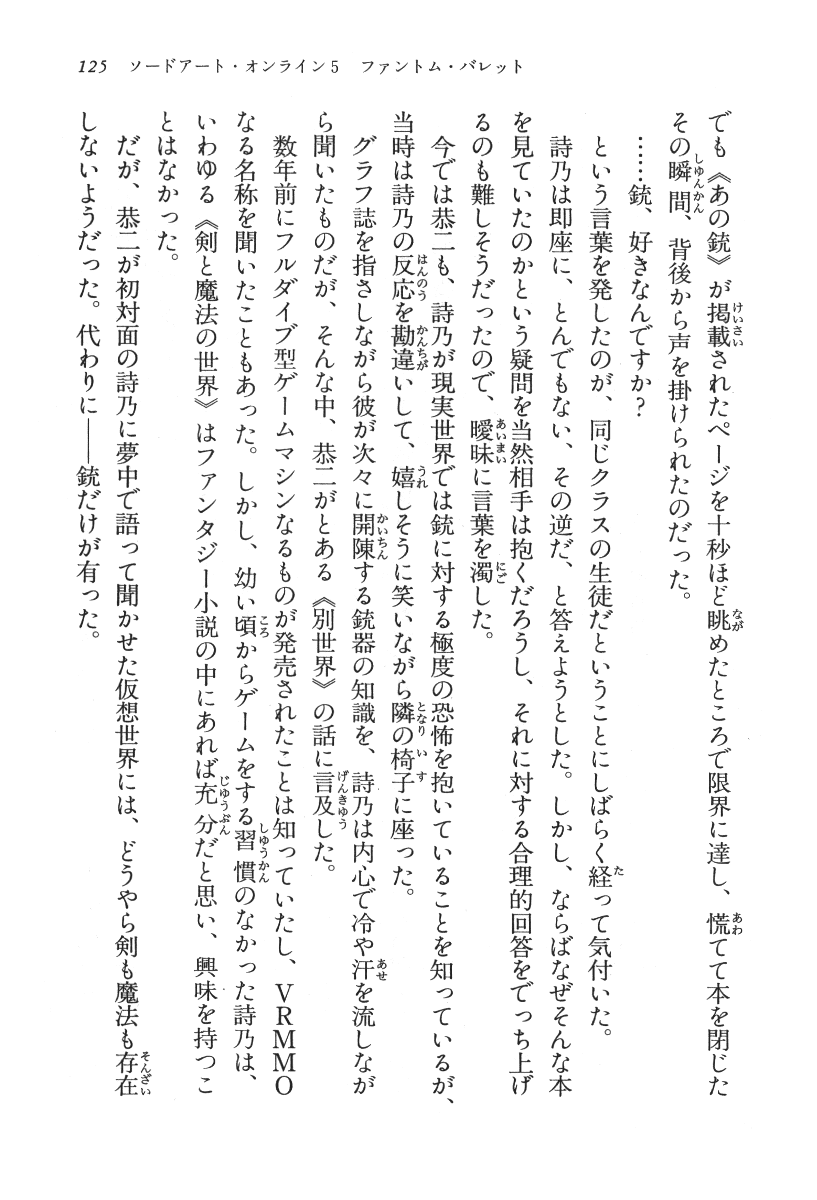 125　ソードアート・オンライン5　ファントム・バレット
でも《あの銃》が掲載されたページを十秒ほど眺めたところで限界に達し、慌てて本を閉じた
その瞬間、背後から声を掛けられたのだった。
……銃、好きなんですか？
という言葉を発したのが、同じクラスの生徒だということにしばらく経って気付いた。
詩乃は即座に、とんでもない、その逆だ、と答えようとした。しかし、ならばなぜそんな本
を見ていたのかという疑問を当然相手は抱くだろうし、それに対する合理的回答をでっち上げ
るのも難しそうだったので、曖昧に言葉を濁した。
今では恭二も、詩乃が現実世界では銃に対する極度の恐怖を抱いていることを知っているが、
当時は詩乃の反応を勘違いして、嬉しそうに笑いながら隣の椅子に座った。
グラフ誌を指さしながら彼が次々に開陳する銃器の知識を、詩乃は内心で冷や汗を流しなが
ら聞いたものだが、そんな中、恭二がとある《別世界》の話に言及した。
数年前にフルダイブ型ゲームマシンなるものが発売されたことは知っていたし、ＶＲＭＭＯ
なる名称を聞いたこともあった。しかし、幼い頃からゲームをする習慣のなかった詩乃は、
いわゆる《剣と魔法の世界》はファンタジー小説の中にあれば充分だと思い、興味を持つこ
とはなかった。
だが、恭二が初対面の詩乃に夢中で語って聞かせた仮想世界には、どうやら剣も魔法も存在
しないようだった。代わりに――銃だけが有った。